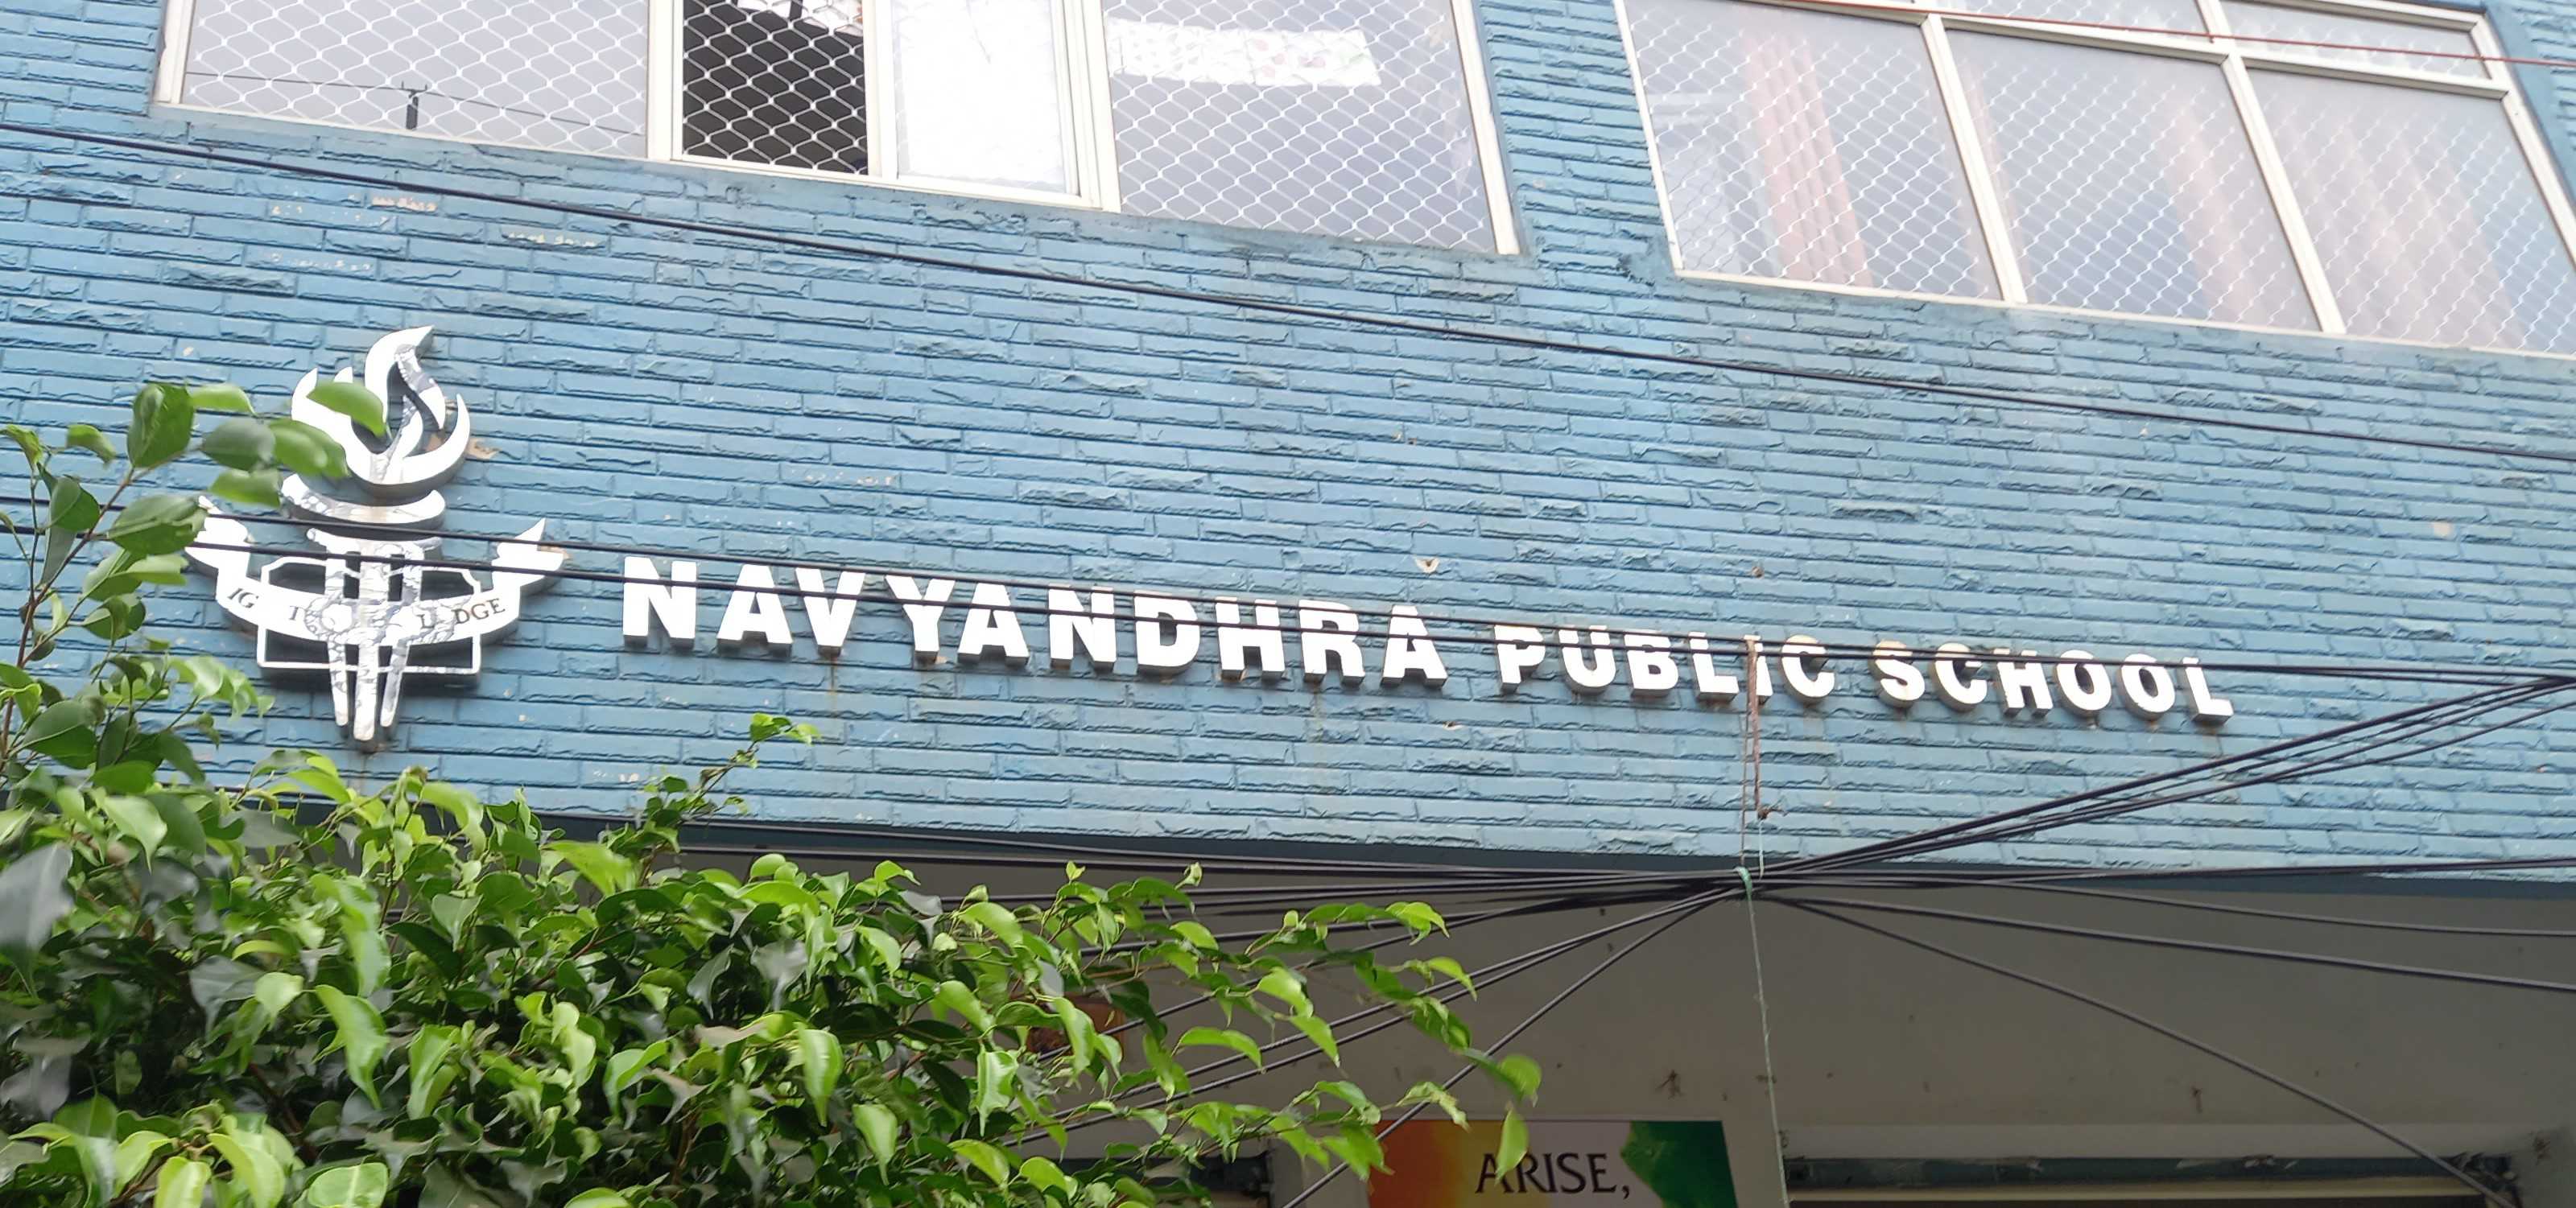 NAVYANDHRA PUBLIC SCHOOL
ARISE,